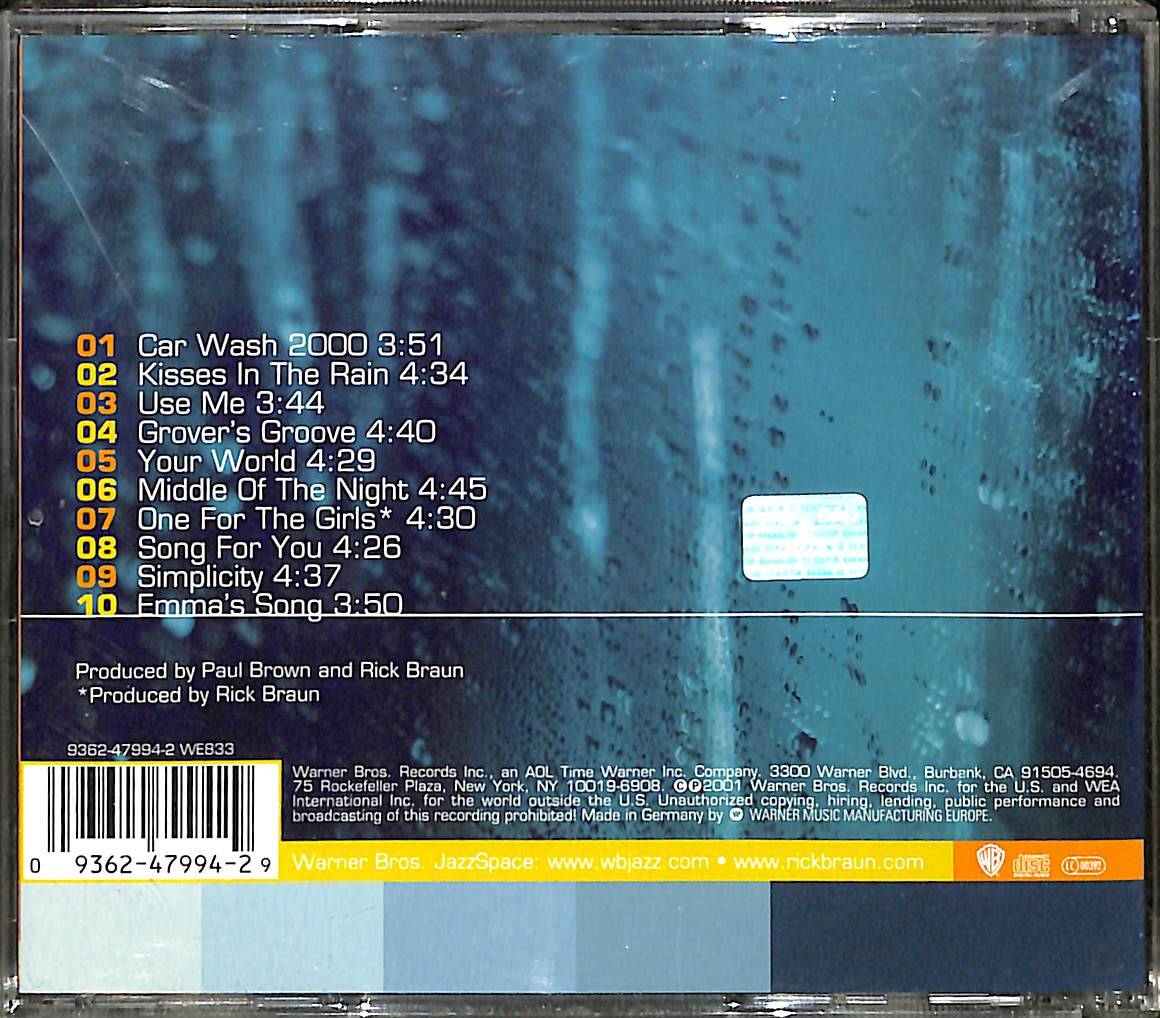 01 Car Wash 2000 3:51
02 Kisses In The Rain 4:34
03 Use Me 3:44
04 Grover's Groove 4:40
05 Your World 4:29
06 Middle Of The Night 4:45
07 One For The Girls* 4:30
08 Song For You 4:26
09 Simplicity 4:37
10 Emma's Song 3:50
Produced by Paul Brown and Rick Braun
*Produced by Rick Braun
9362-47994-2 WE833
Warner Bros. Records Inc., an AOL Time Warner Inc. Company. 3300 Warner Blvd., Burbank, CA 91505-4694.
75 Rockefeller Plaza, New York, NY 10019-6908. ©℗2001 Warner Bros. Records Inc. for the U.S. and WEA
International Inc. for the world outside the U.S. Unauthorized copying, hiring, lending, public performance and
broadcasting of this recording prohibited! Made in Germany by WARNER MUSIC MANUFACTURING EUROPE.
0 9362-47994-2 9
Warner Bros. JazzSpace: www.wbjazz.com • www.rickbraun.com
WB disc DIGITAL AUDIO LC 00392